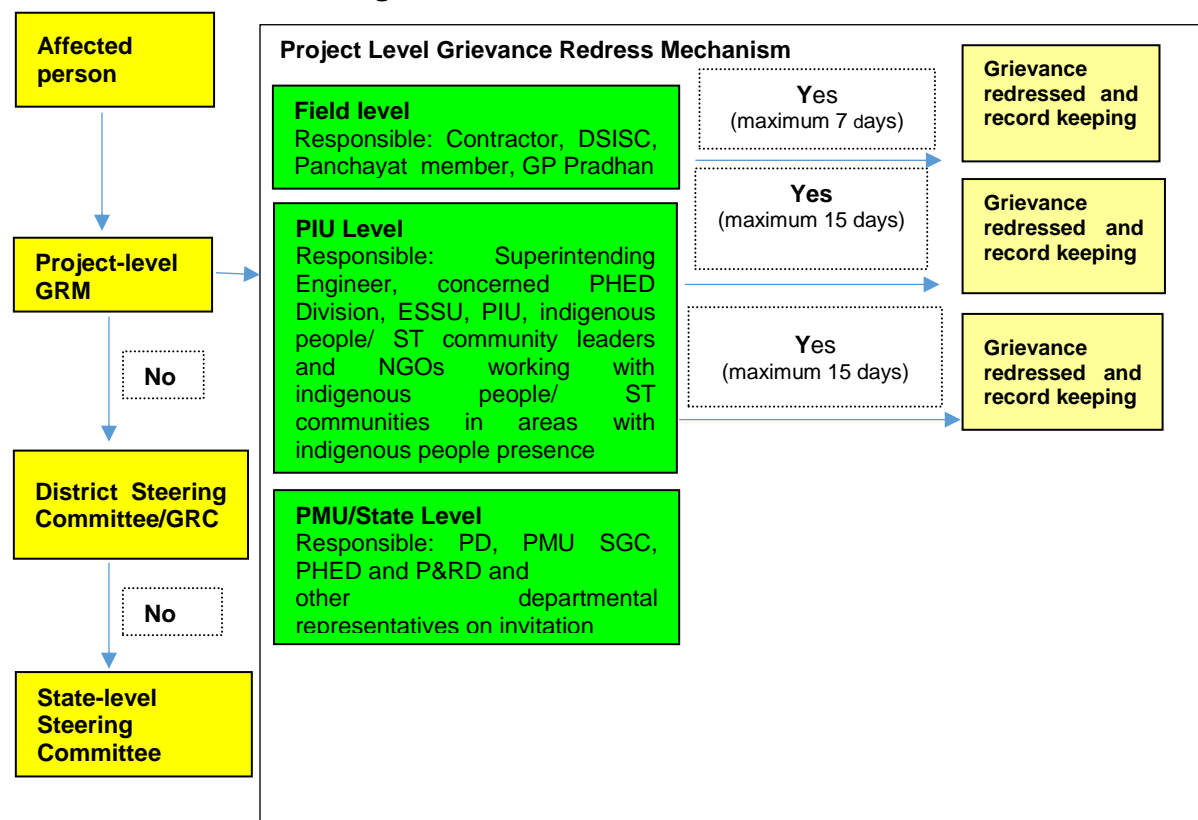 Affected
person
Project-level
GRM
No
District Steering
Committee/GRC
No
State-level
Steering
Committee
Project Level Grievance Redress Mechanism
Field level
Responsible: Contractor, DSISC,
Panchayat member, GP Pradhan
Yes
(maximum 7 days)
Grievance
redressed and
record keeping
PIU Level
Responsible: Superintending
Engineer, concerned PHED
Division, ESSU, PIU, indigenous
people/ ST community leaders
and NGOs working with
indigenous people/ ST
communities in areas with
indigenous people presence
Yes
(maximum 15 days)
Grievance
redressed and
record keeping
PMU/State Level
Responsible: PD, PMU SGC,
PHED and P&RD and
other departmental
representatives on invitation
Yes
(maximum 15 days)
Grievance
redressed and
record keeping